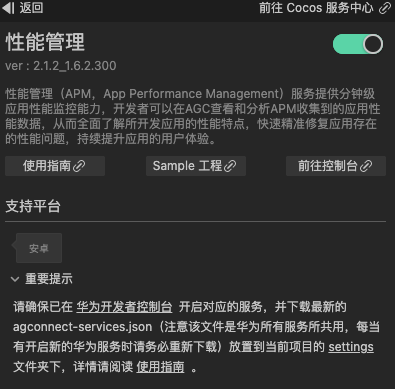 返回 前往 Cocos 服务中心
性能管理
ver : 2.1.2_1.6.2.300
性能管理（APM，App Performance Management）服务提供分钟级
应用性能监控能力，开发者可以在AGC查看和分析APM收集到的应用性
能数据，从而全面了解所开发应用的性能特点，快速精准修复应用存在
的性能问题，持续提升应用的用户体验。
使用指南 Sample 工程 前往控制台
支持平台
安卓
重要提示
请确保已在 华为开发者控制台 开启对应的服务，并下载最新的
agconnect-services.json（注意该文件是华为所有服务所共用，每当
有开启新的华为服务时请务必重新下载）放置到当前项目的 settings
文件夹下，详情请阅读 使用指南 。